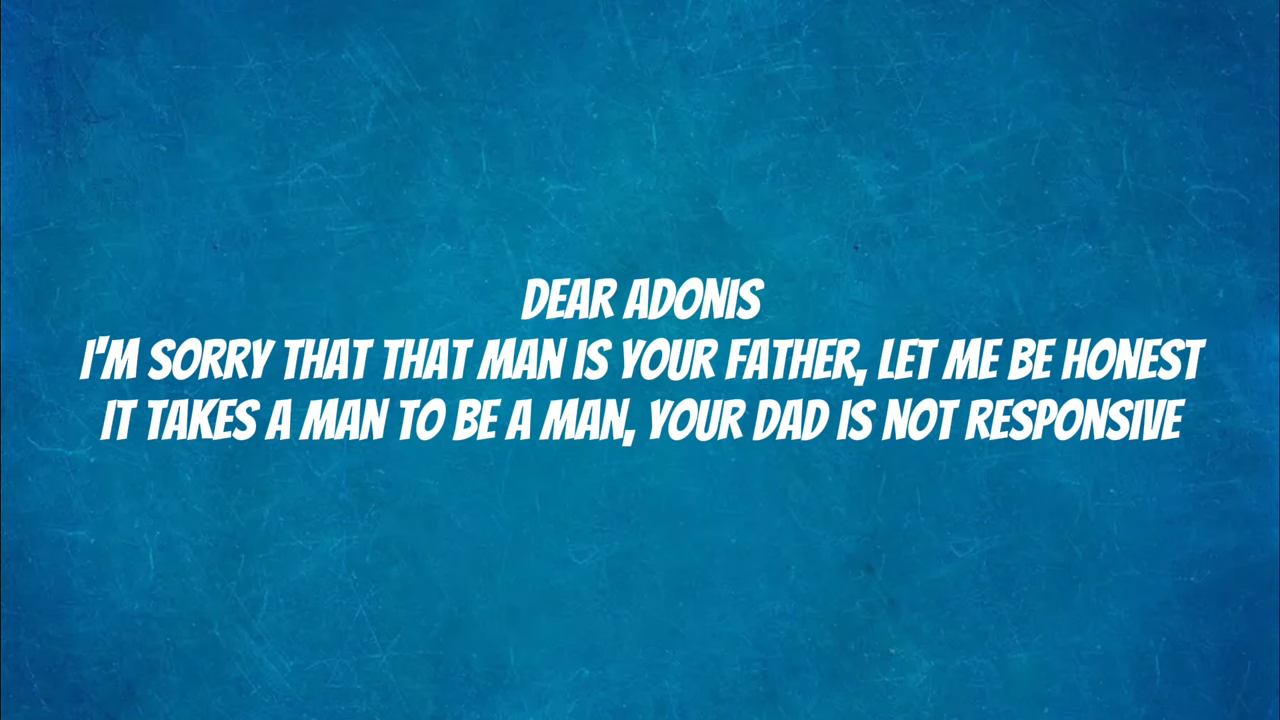 DEAR ADONIS
I'M SORRY THAT THAT MAN IS YOUR FATHER, LET ME BE HONEST
IT TAKES A MAN TO BE A MAN, YOUR DAD IS NOT RESPONSIVE